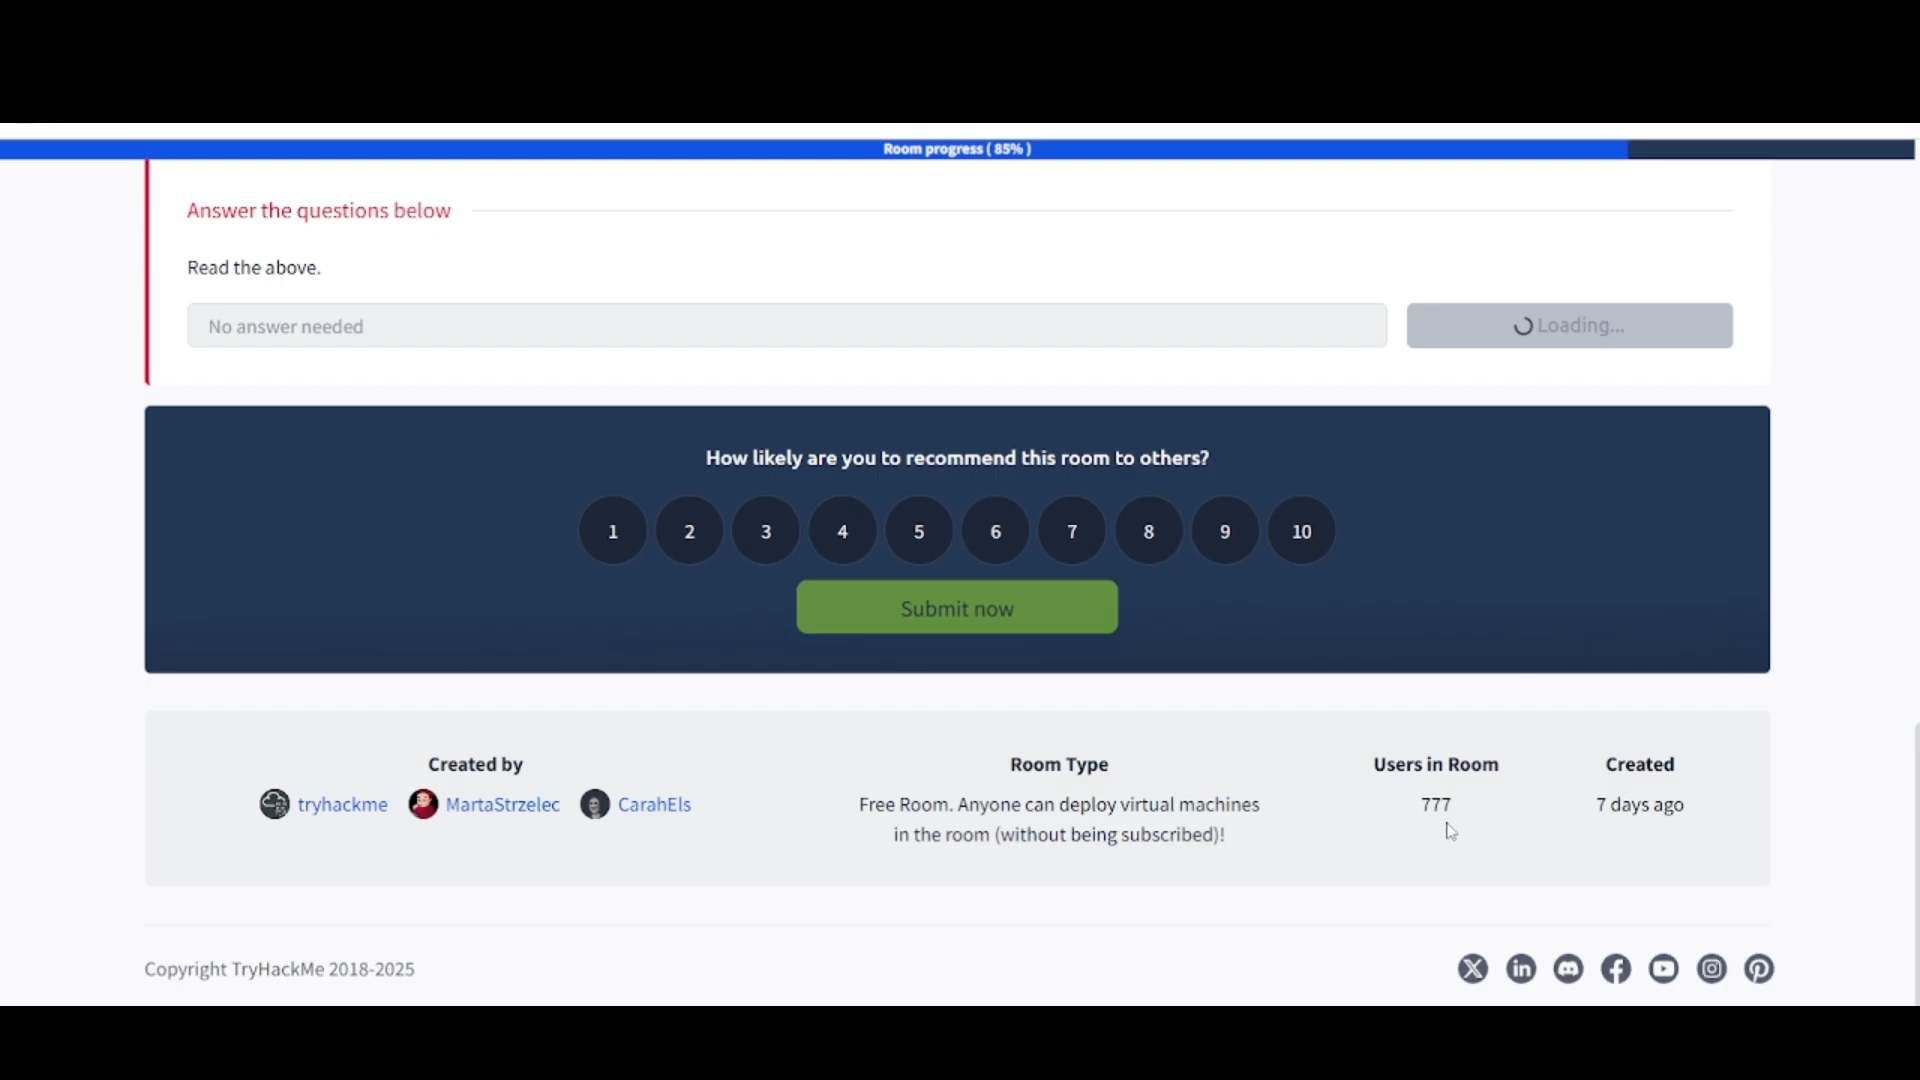 Room progress ( 85% )
Answer the questions below
Read the above.
No answer needed
Loading...
How likely are you to recommend this room to others?
1 2 3 4 5 6 7 8 9 10
Submit now
Created by
tryhackme MartaStrzelec CarahEls
Room Type
Free Room. Anyone can deploy virtual machines
in the room (without being subscribed)!
Users in Room
777
Created
7 days ago
Copyright TryHackMe 2018-2025